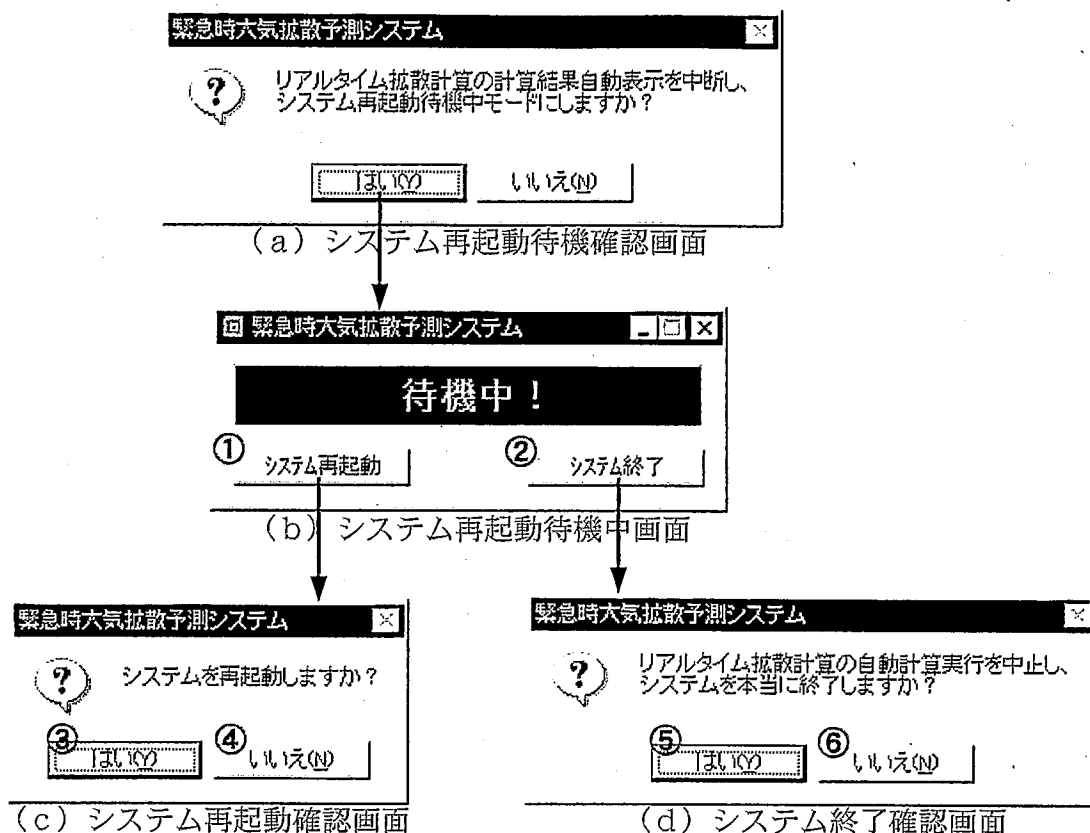 緊急時大気拡散予測システム
リアルタイム拡散計算の計算結果自動表示を中断し、
システム再起動待機中モードにしますか?
はい(Y) いいえ(N)
(a) システム再起動待機確認画面
緊急時大気拡散予測システム
待機中!
① システム再起動 ② システム終了
(b) システム再起動待機中画面
緊急時大気拡散予測システム
システムを再起動しますか?
③ はい(Y) ④ いいえ(N)
(c) システム再起動確認画面
緊急時大気拡散予測システム
リアルタイム拡散計算の自動計算実行を中止し、
システムを本当に終了しますか?
⑤ はい(Y) ⑥ いいえ(N)
(d) システム終了確認画面